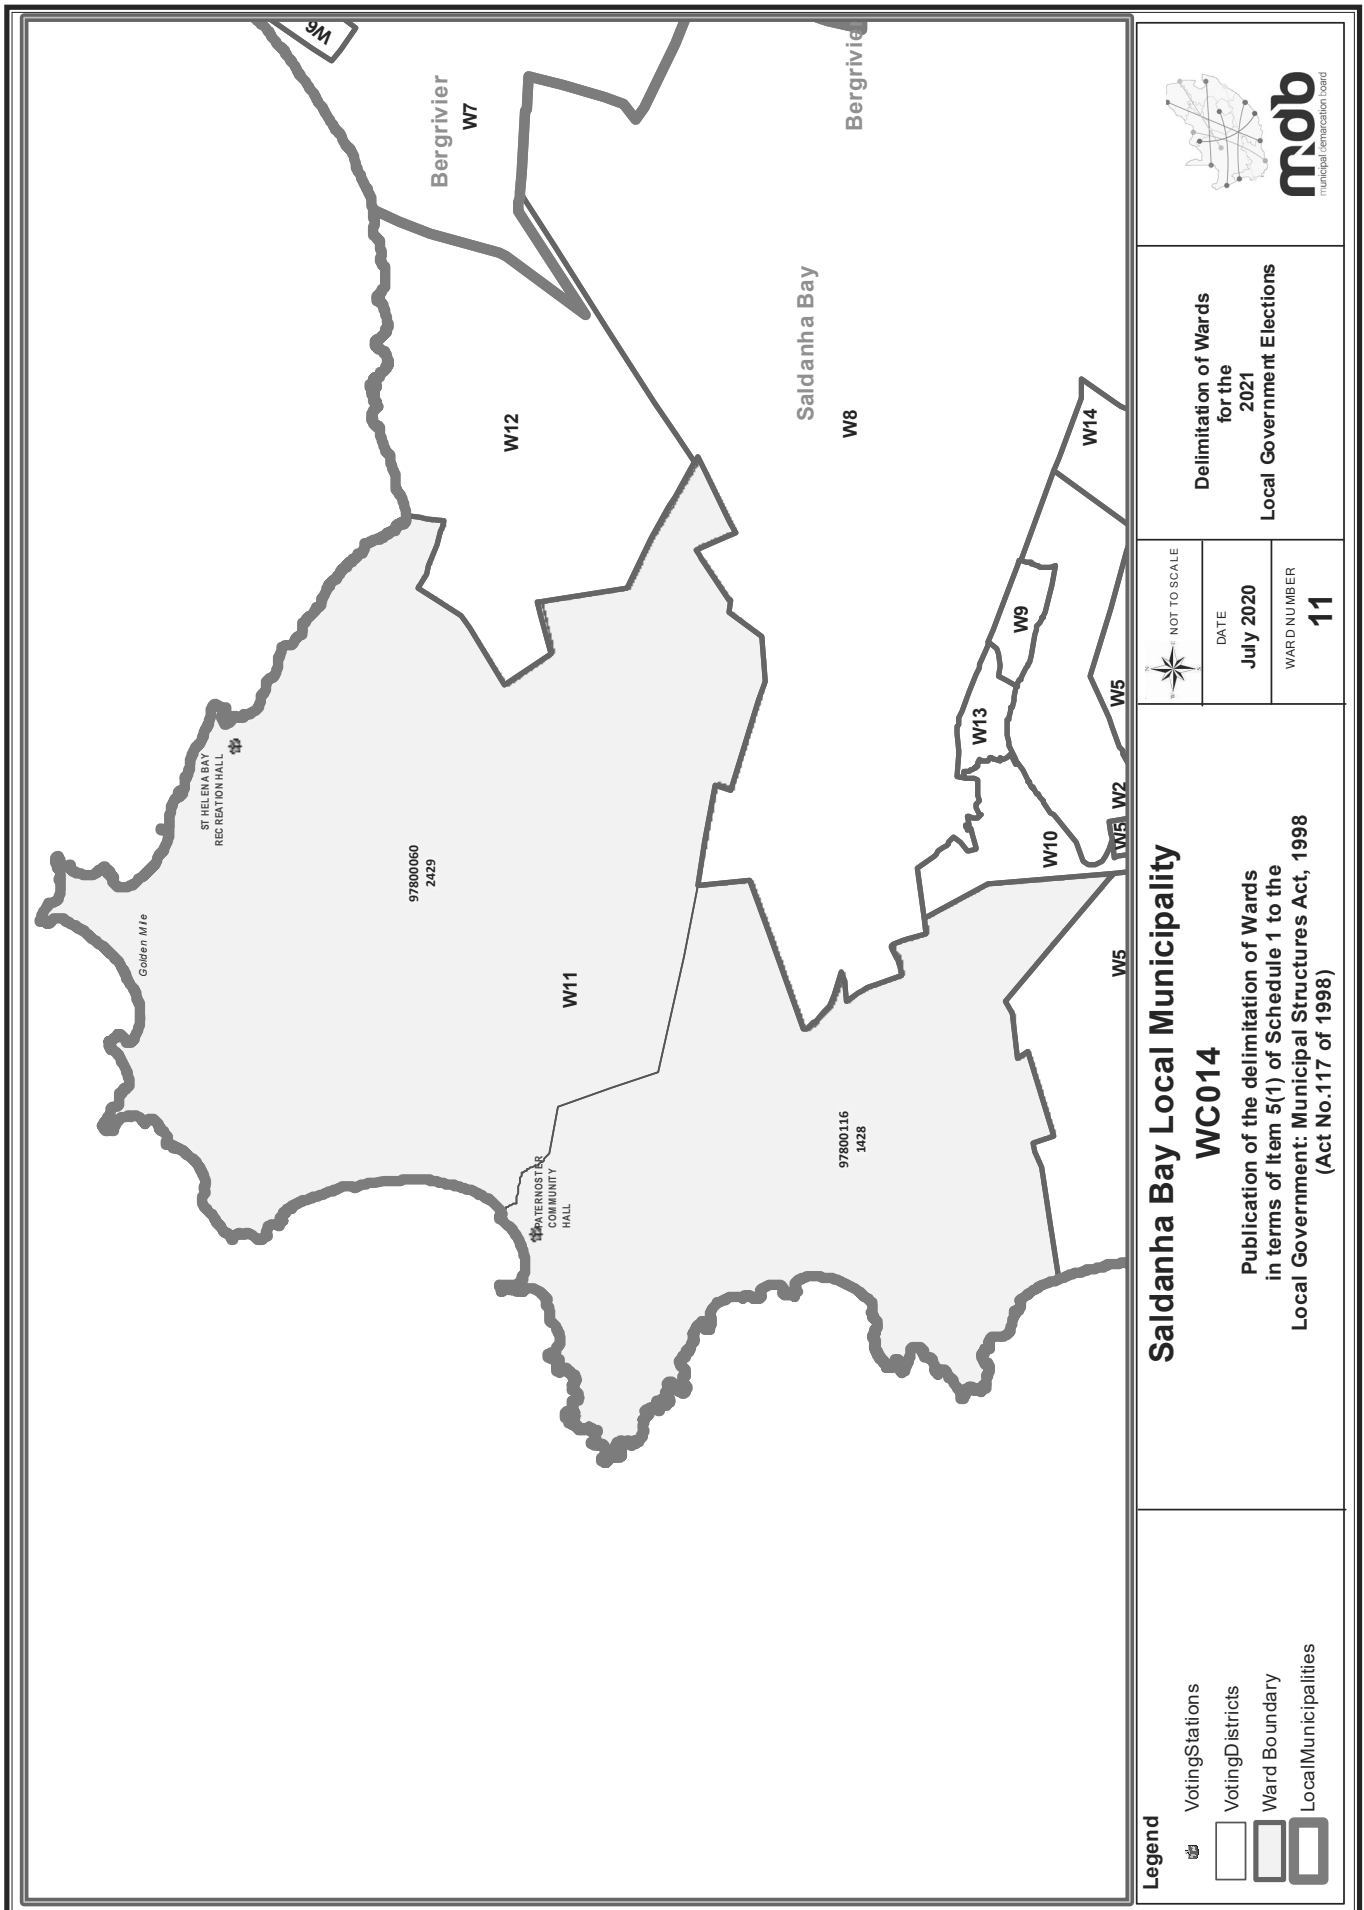 W6
Bergrivier
W7
Bergrivier
W12
Saldanha Bay
W8
ST HELENA BAY
RECREATION HALL
Golden Mile
97800060
2429
W11
PATERNOSTER
COMMUNITY
HALL
97800116
1428
W14
W9
W13
W10
W5
W2
W5
W5
Legend
VotingStations
VotingDistricts
Ward Boundary
LocalMunicipalities
Saldanha Bay Local Municipality
WC014
Publication of the delimitation of Wards
in terms of Item 5(1) of Schedule 1 to the
Local Government: Municipal Structures Act, 1998
(Act No.117 of 1998)
NOT TO SCALE
DATE
July 2020
WARD NUMBER
11
Delimitation of Wards
for the
2021
Local Government Elections
mdb
municipal demarcation board